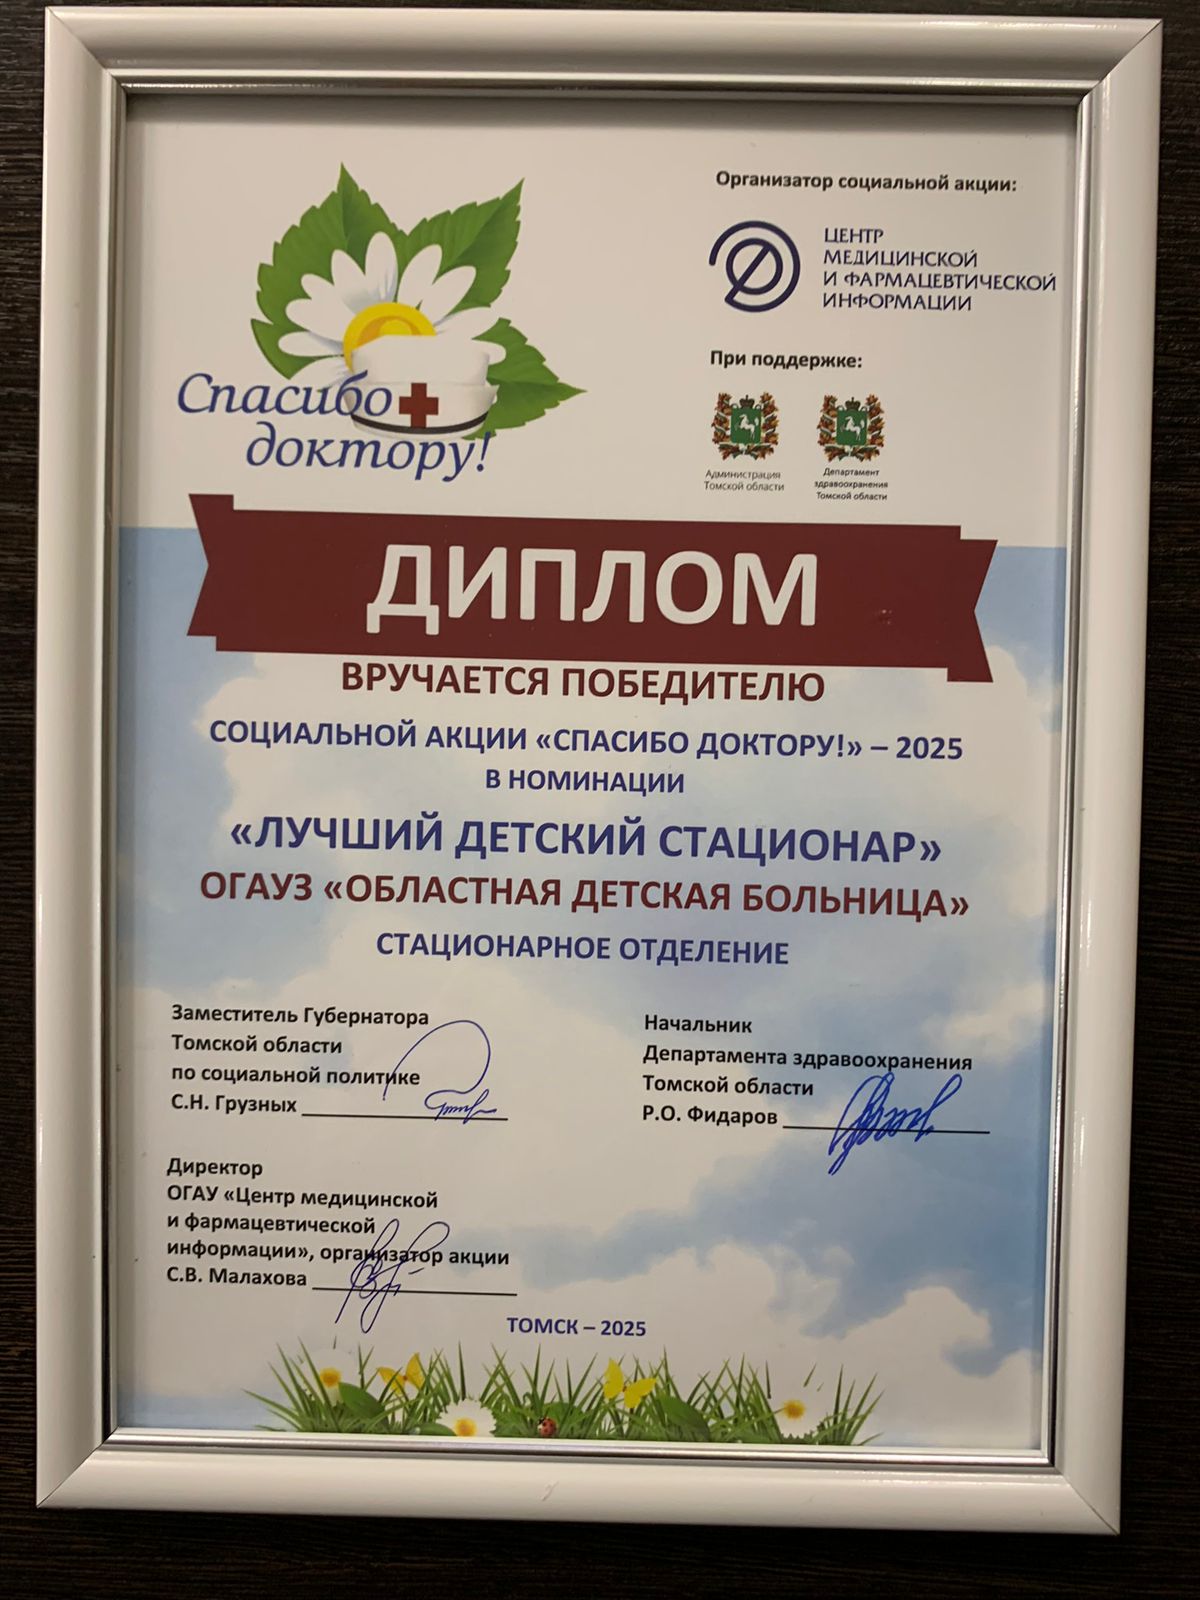 Спасибо
доктору!
Организатор социальной акции:
ЦЕНТР
МЕДИЦИНСКОЙ
И ФАРМАЦЕВТИЧЕСКОЙ
ИНФОРМАЦИИ
При поддержке:
Администрация
Томской области
Департамент
здравоохранения
Томской области
ДИПЛОМ
ВРУЧАЕТСЯ ПОБЕДИТЕЛЮ
СОЦИАЛЬНОЙ АКЦИИ «СПАСИБО ДОКТОРУ!» – 2025
В НОМИНАЦИИ
«ЛУЧШИЙ ДЕТСКИЙ СТАЦИОНАР»
ОГАУЗ «ОБЛАСТНАЯ ДЕТСКАЯ БОЛЬНИЦА»
СТАЦИОНАРНОЕ ОТДЕЛЕНИЕ
Заместитель Губернатора
Томской области
по социальной политике
С.Н. Грузных
Начальник
Департамента здравоохранения
Томской области
Р.О. Фидаров
Директор
ОГАУ «Центр медицинской
и фармацевтической
информации», организатор акции
С.В. Малахова
ТОМСК – 2025